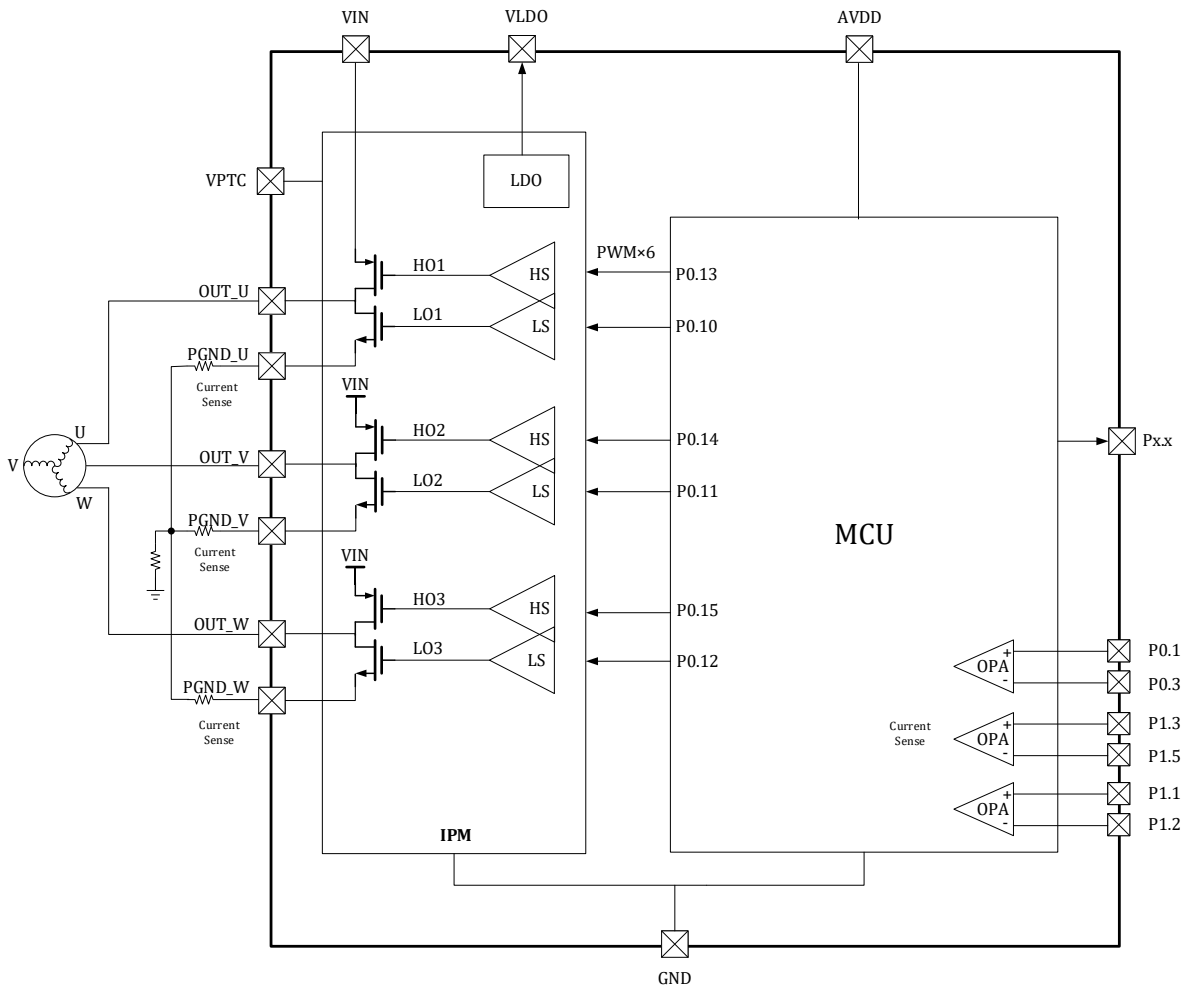 VIN
VLDO
AVDD
VPTC
LDO
PWM×6
HO1
HS
P0.13
OUT_U
LO1
LS
P0.10
PGND_U
Current
Sense
VIN
U
HO2
HS
P0.14
Px.x
V
OUT_V
LO2
LS
P0.11
W
PGND_V
Current
Sense
MCU
VIN
HO3
HS
P0.15
OUT_W
LO3
LS
P0.12
PGND_W
Current
Sense
+
OPA
-
P0.1
P0.3
Current
Sense
+
OPA
-
P1.3
P1.5
+
OPA
-
P1.1
P1.2
IPM
GND